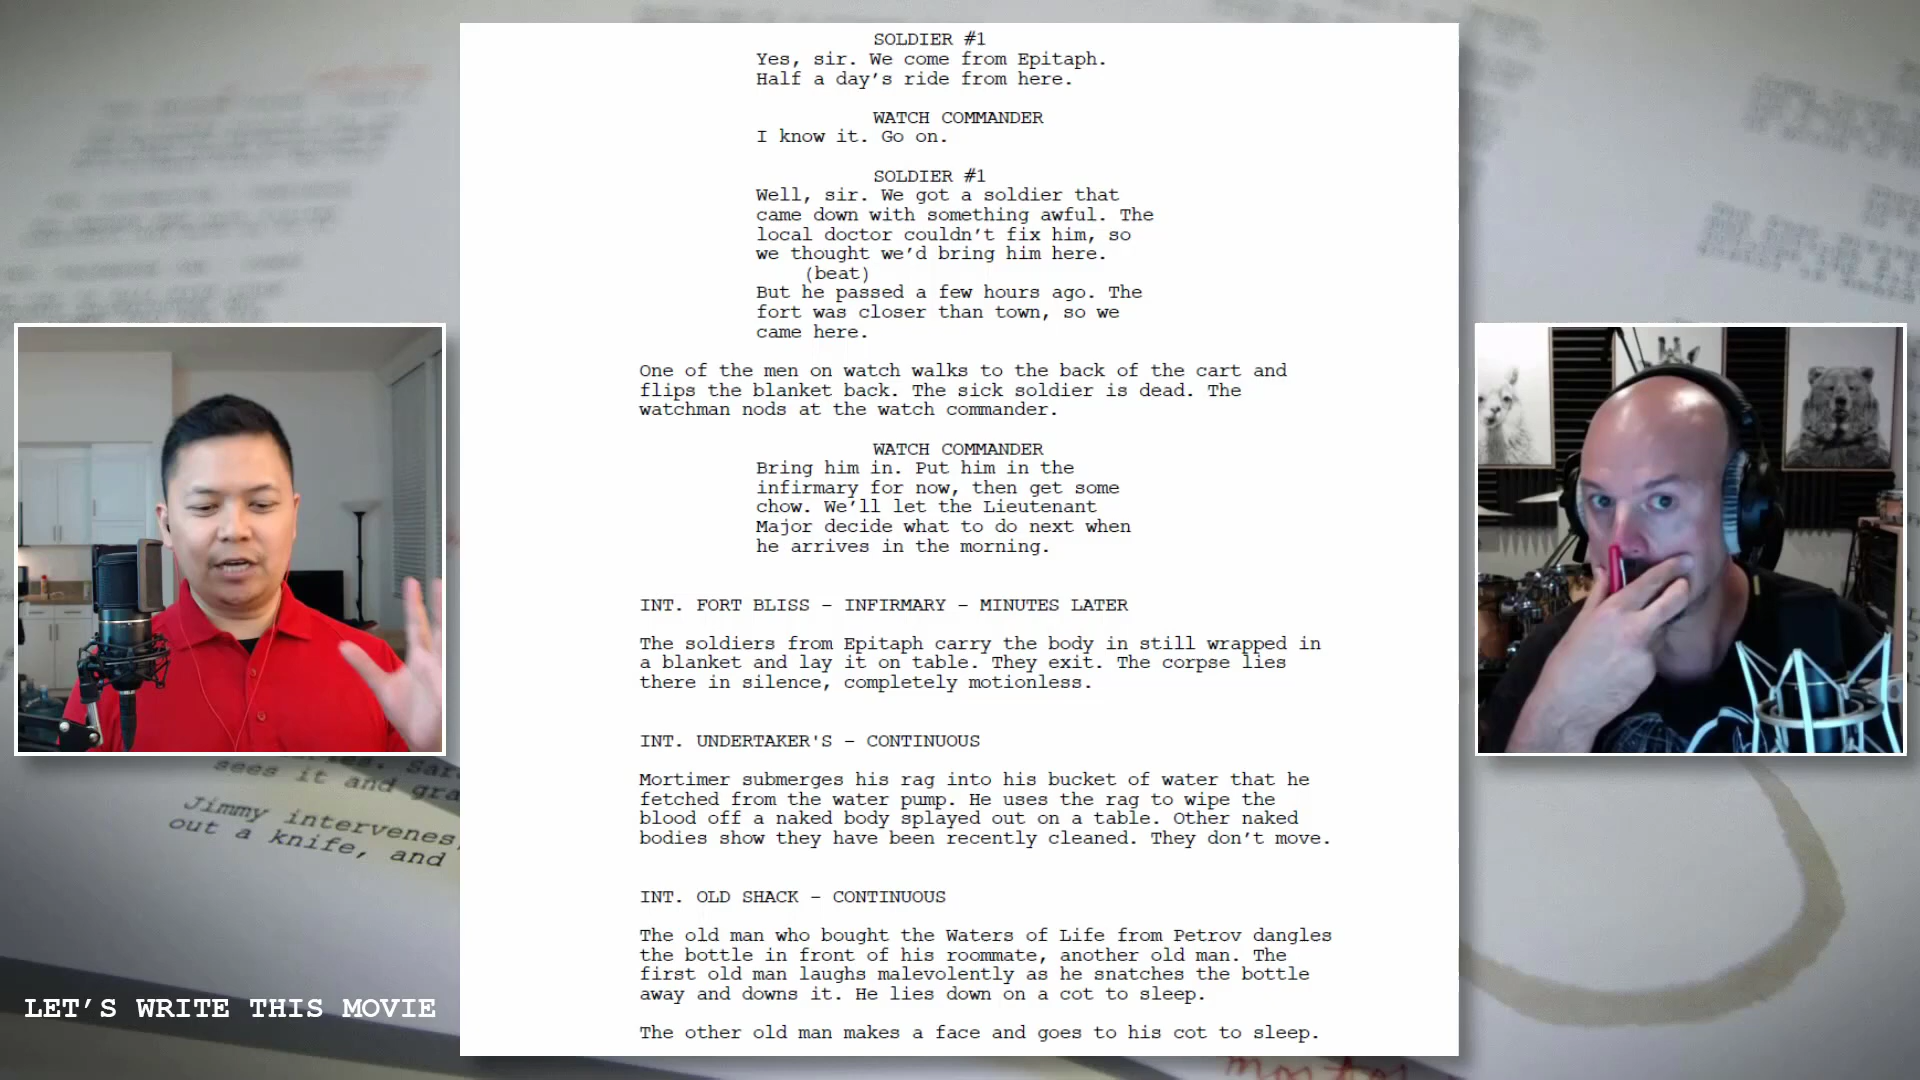 SOLDIER #1
Yes, sir. We come from Epitaph.
Half a day’s ride from here.
WATCH COMMANDER
I know it. Go on.
SOLDIER #1
Well, sir. We got a soldier that
came down with something awful. The
local doctor couldn’t fix him, so
we thought we’d bring him here.
(beat)
But he passed a few hours ago. The
fort was closer than town, so we
came here.
One of the men on watch walks to the back of the cart and
flips the blanket back. The sick soldier is dead. The
watchman nods at the watch commander.
WATCH COMMANDER
Bring him in. Put him in the
infirmary for now, then get some
chow. We’ll let the Lieutenant
Major decide what to do next when
he arrives in the morning.
INT. FORT BLISS – INFIRMARY – MINUTES LATER
The soldiers from Epitaph carry the body in still wrapped in
a blanket and lay it on table. They exit. The corpse lies
there in silence, completely motionless.
INT. UNDERTAKER'S – CONTINUOUS
Mortimer submerges his rag into his bucket of water that he
fetched from the water pump. He uses the rag to wipe the
blood off a naked body splayed out on a table. Other naked
bodies show they have been recently cleaned. They don’t move.
INT. OLD SHACK – CONTINUOUS
The old man who bought the Waters of Life from Petrov dangles
the bottle in front of his roommate, another old man. The
first old man laughs malevolently as he snatches the bottle
away and downs it. He lies down on a cot to sleep.
The other old man makes a face and goes to his cot to sleep.
sees it and gra
Jimmy intervenes,
out a knife, and
LET’S WRITE THIS MOVIE